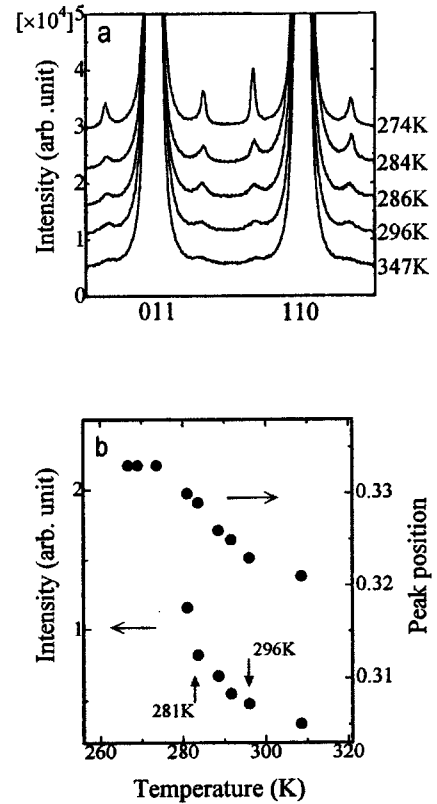 [×10⁴]5
a
4
3
2
1
0
Intensity (arb .unit)
274K
284K
286K
296K
347K
011
110
b
2
1
Intensity (arb. unit)
0.33
0.32
0.31
Peak position
296K
281K
260
280
300
320
Temperature (K)